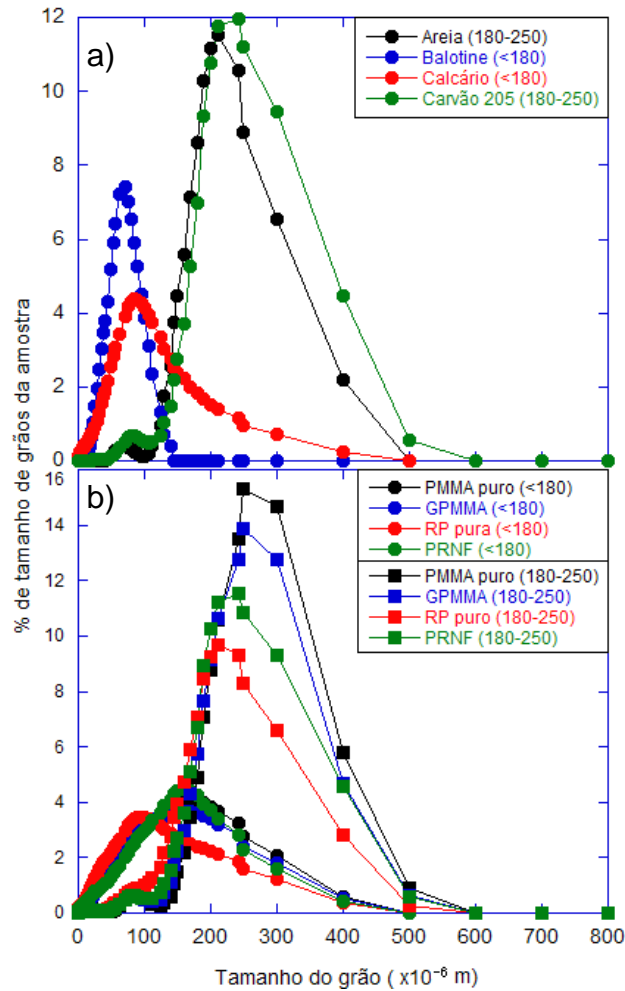 12
10
8
6
4
2
0
a)
Areia (180-250)
Balotine (<180)
Calcário (<180)
Carvão 205 (180-250)
% de tamanho de grãos da amostra
16
14
12
10
8
6
4
2
0
b)
PMMA puro (<180)
GPMMA (<180)
RP pura (<180)
PRNF (<180)
PMMA puro (180-250)
GPMMA (180-250)
RP puro (180-250)
PRNF (180-250)
0 100 200 300 400 500 600 700 800
Tamanho do grão ( x10⁻⁶ m)